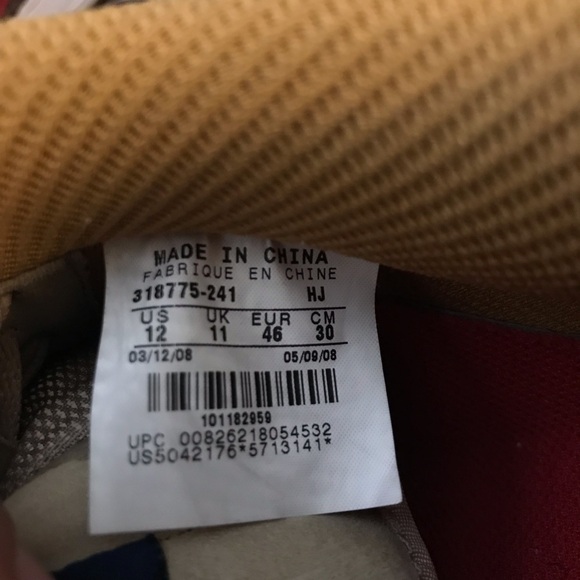 MADE IN CHINA
FABRIQUE EN CHINE
318775-241 HJ
US UK EUR CM
12 11 46 30
03/12/08 05/09/08
101182959
UPC 00826218054532
US5042176*5713141*